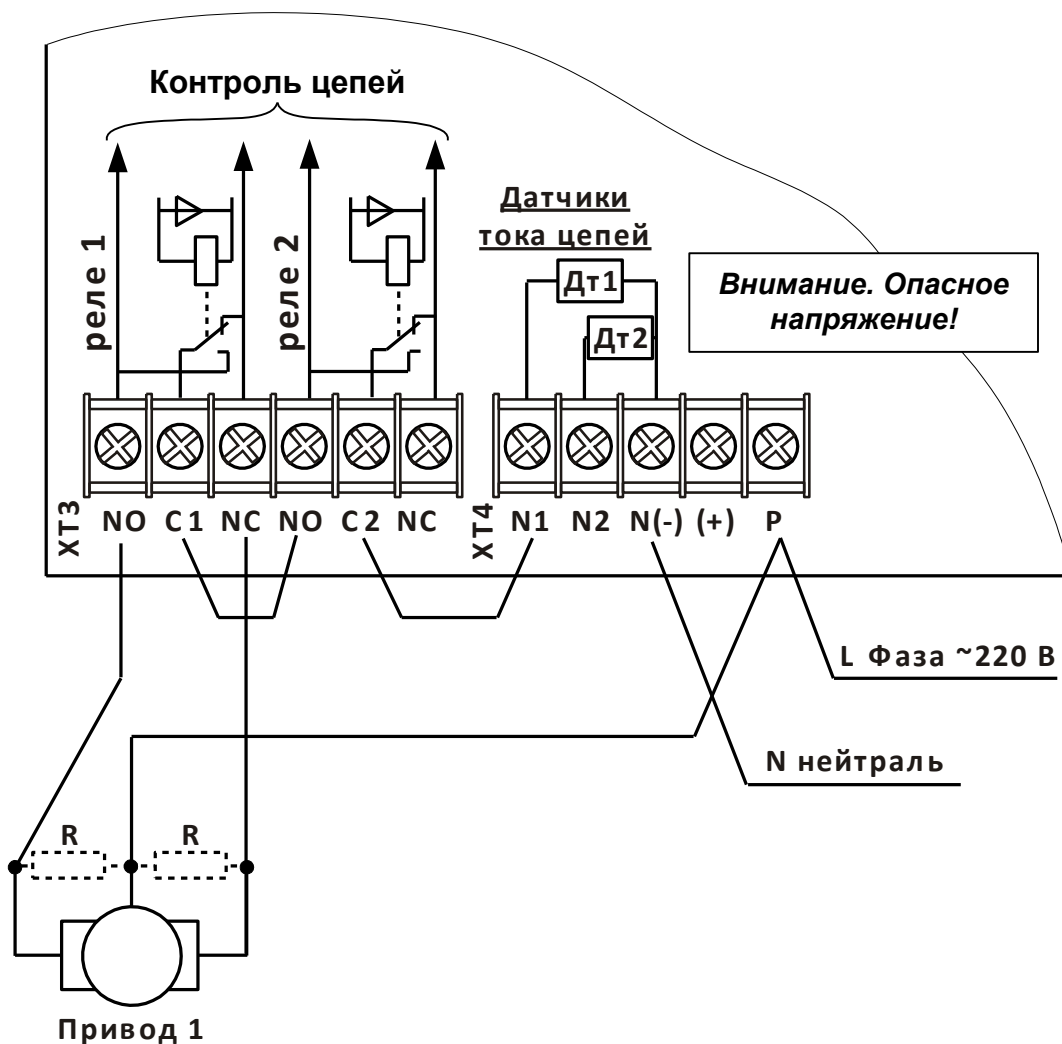 Контроль цепей
реле 1
реле 2
Датчики
тока цепей
Дт1
Дт2
Внимание. Опасное
напряжение!
XT3
NO C1 NC NO C2 NC
XT4
N1 N2 N(-) (+) P
L Фаза ~220 В
N нейтраль
R R
Привод 1